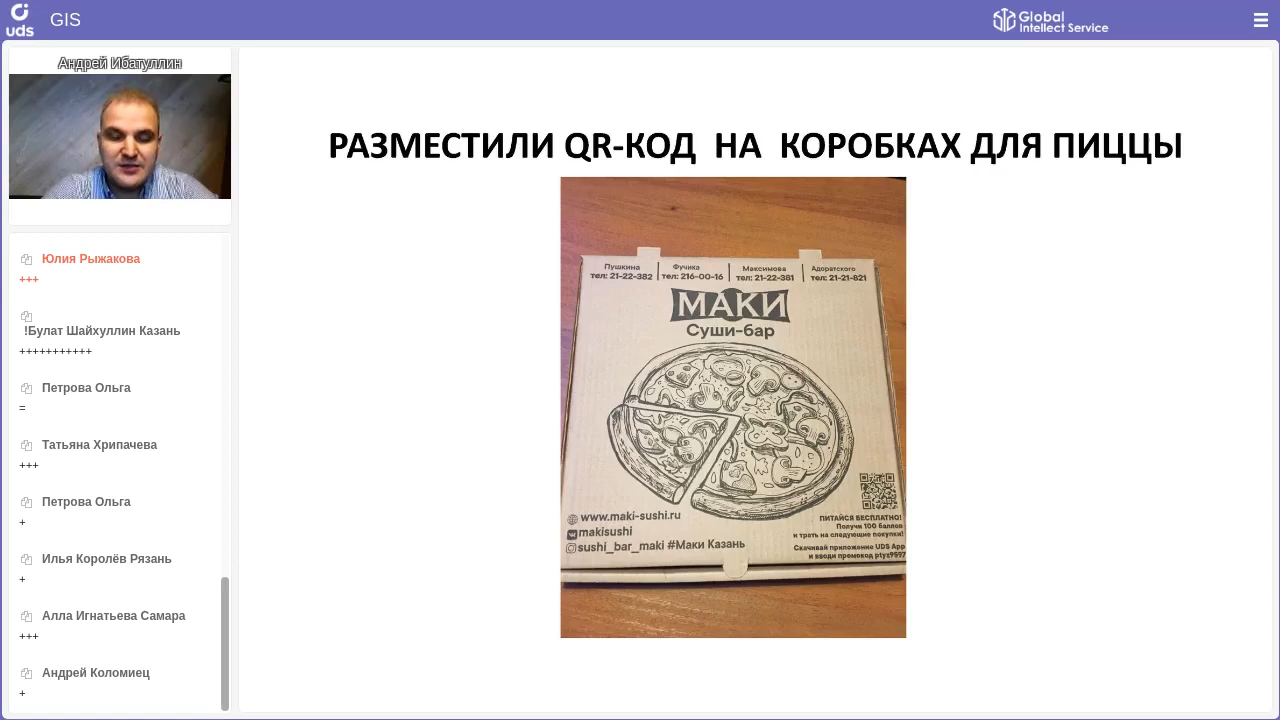 uds
GIS
Global
Intellect Service
Андрей Ибатуллин
Юлия Рыжакова
+++
!Булат Шайхуллин Казань
+++++++++++
Петрова Ольга
=
Татьяна Хрипачева
+++
Петрова Ольга
+
Илья Королёв Рязань
+
Алла Игнатьева Самара
+++
Андрей Коломиец
+
РАЗМЕСТИЛИ QR-КОД НА КОРОБКАХ ДЛЯ ПИЦЦЫ
Пушкина
тел: 21-22-382
Фучика
тел: 216-00-16
Максимова
тел: 21-22-381
Адоратского
тел: 21-21-821
МАКИ
Суши-бар
www.maki-sushi.ru
makisushi
sushi_bar_maki #Маки Казань
ПИТАЙСЯ БЕСПЛАТНО!
Получи 100 баллов
и трать на следующие покупки!
Скачивай приложение UDS App
и вводи промокод ptyz9597